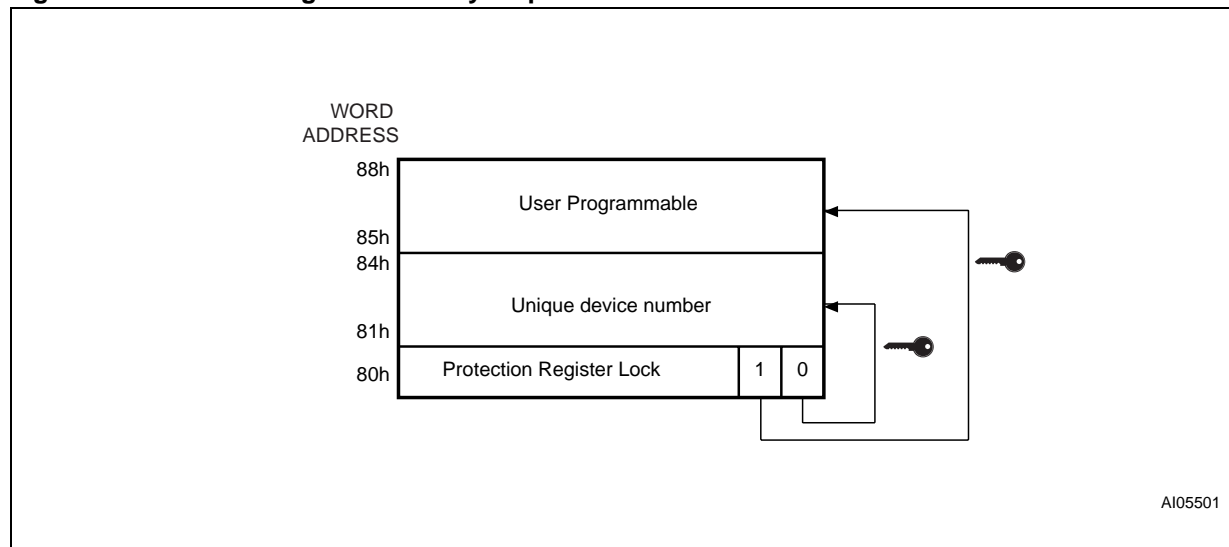 WORD
ADDRESS
88h
User Programmable
85h
84h
Unique device number
81h
80h
Protection Register Lock
1
0
AI05501